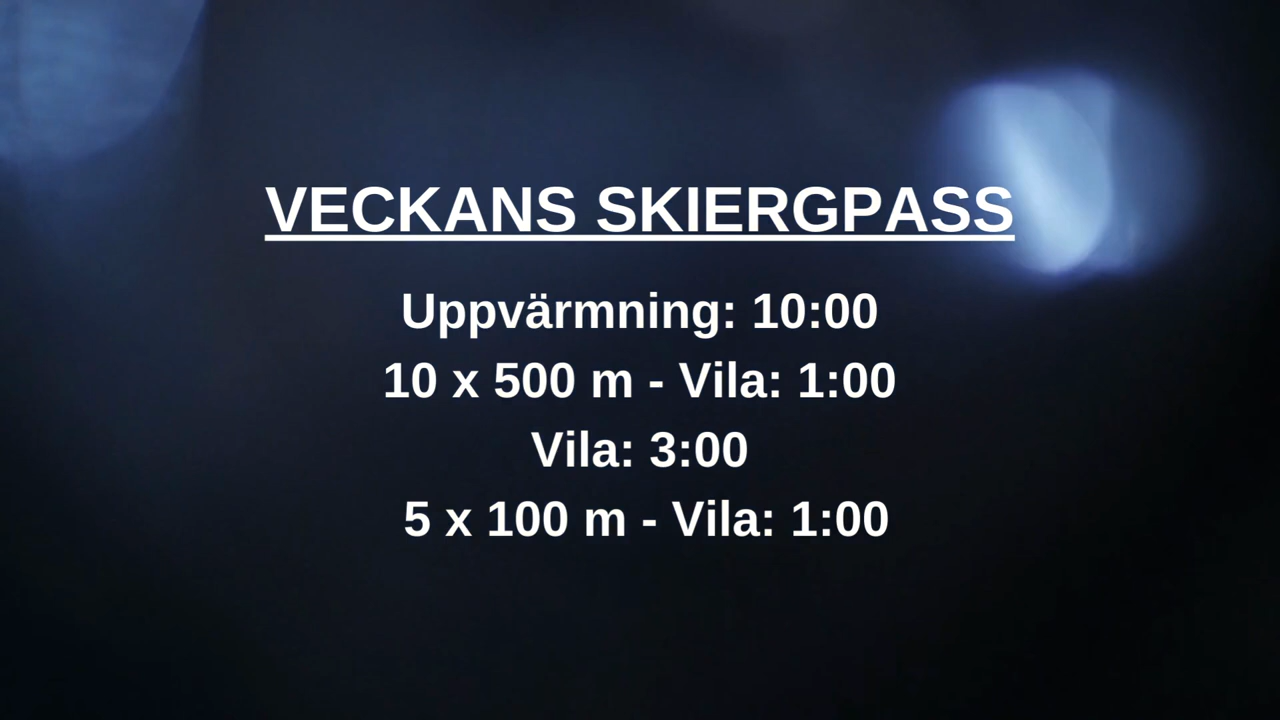 VECKANS SKIERGPASS
Uppvärmning: 10:00
10 x 500 m - Vila: 1:00
Vila: 3:00
5 x 100 m - Vila: 1:00